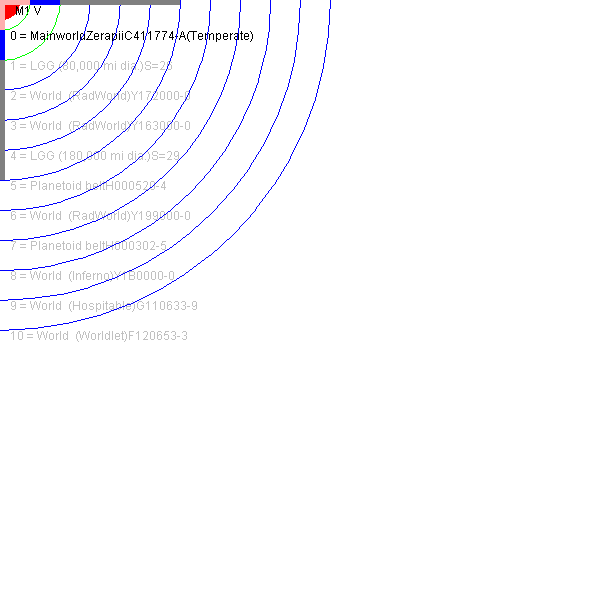 M1 V
0 = MainworldZerapiiC411774-A(Temperate)
1 = LGG (80,000 mi dia.)S=28
2 = World  (RadWorld)Y172000-0
3 = World  (RadWorld)Y163000-0
4 = LGG (180,000 mi dia.)S=29
5 = Planetoid beltH000520-4
6 = World  (RadWorld)Y199000-0
7 = Planetoid beltH000302-5
8 = World  (Inferno)Y1B0000-0
9 = World  (Hospitable)G110633-9
10 = World  (Worldlet)F120653-3